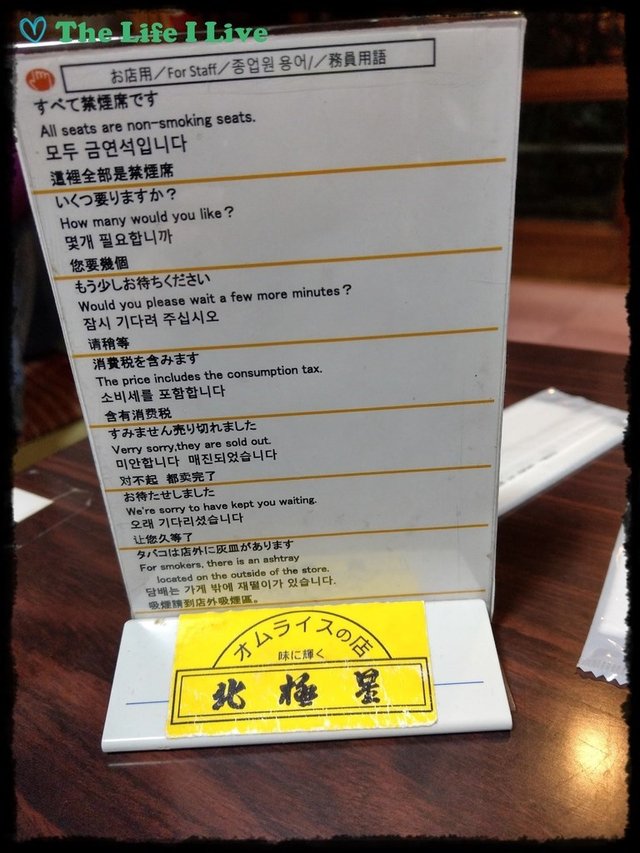 The Life I Live
お店用／For Staff／종업원 용어/／務員用語
すべて禁煙席です
All seats are non-smoking seats.
모두 금연석입니다
這裡全部是禁煙席
いくつ要りますか？
How many would you like？
몇개 필요합니까
您要幾個
もう少しお待ちください
Would you please wait a few more minutes？
잠시 기다려 주십시오
请稍等
消費税を含みます
The price includes the consumption tax.
소비세를 포함합니다
含有消费税
すみません売り切れました
Verry sorry,they are sold out.
미안합니다 매진되었습니다
对不起 都卖完了
お待たせしました
We're sorry to have kept you waiting.
오래 기다리셨습니다
让您久等了
タバコは店外に灰皿があります
For smokers, there is an ashtray
located on the outside of the store.
담배는 가게 밖에 재떨이가 있습니다.
吸煙請到店外吸煙區。
オムライスの店
味に輝く
北極星